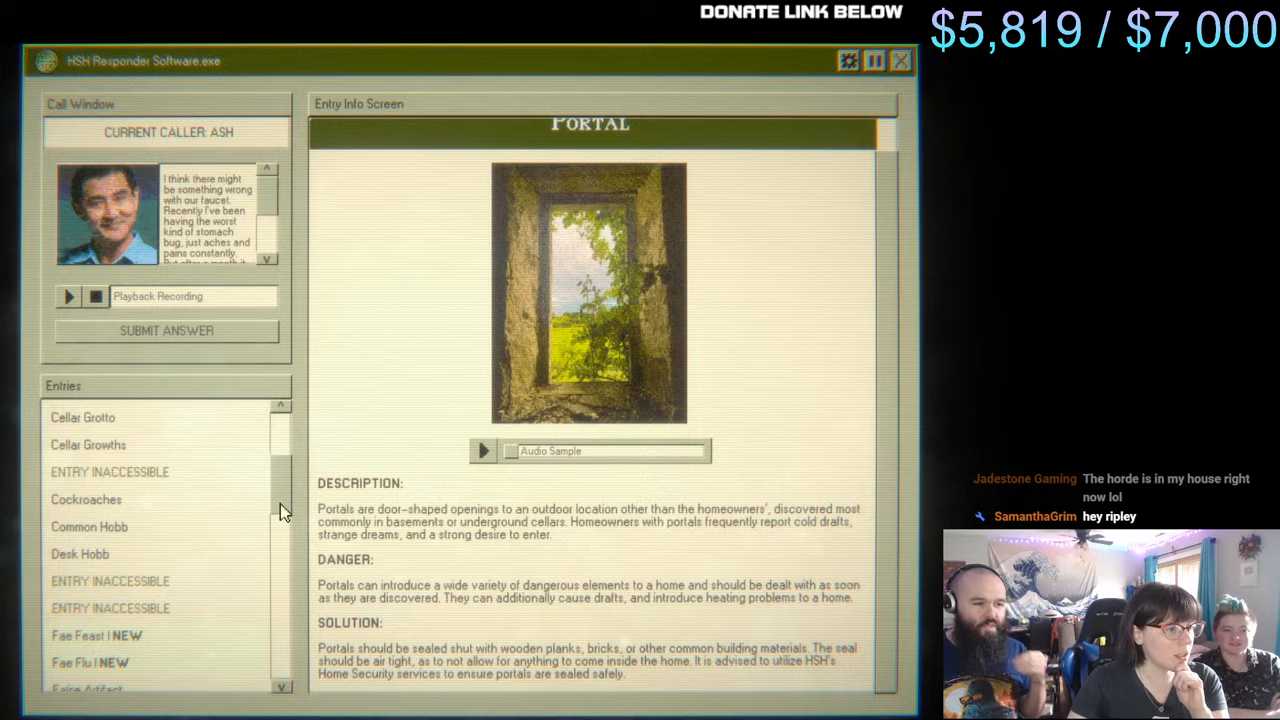 DONATE LINK BELOW
$5,819 / $7,000
HSH Responder Software.exe
Call Window
CURRENT CALLER: ASH
I think there might
be something wrong
with our faucet.
Recently I've been
having the worst
kind of stomach
bug, just aches and
pains constantly.
But after a month it
Playback Recording
SUBMIT ANSWER
Entries
Cellar Grotto
Cellar Growths
ENTRY INACCESSIBLE
Cockroaches
Common Hobb
Desk Hobb
ENTRY INACCESSIBLE
ENTRY INACCESSIBLE
Fae Feast | NEW
Fae Flu | NEW
False Artifact
Entry Info Screen
PORTAL
Audio Sample
DESCRIPTION:
Portals are door-shaped openings to an outdoor location other than the homeowners', discovered most
commonly in basements or underground cellars. Homeowners with portals frequently report cold drafts,
strange dreams, and a strong desire to enter.
DANGER:
Portals can introduce a wide variety of dangerous elements to a home and should be dealt with as soon
as they are discovered. They can additionally cause drafts, and introduce heating problems to a home.
SOLUTION:
Portals should be sealed shut with wooden planks, bricks, or other common building materials. The seal
should be air tight, as to not allow for anything to come inside the home. It is advised to utilize HSH's
Home Security services to ensure portals are sealed safely.
Jadestone Gaming The horde is in my house right
now lol
SamanthaGrim hey ripley